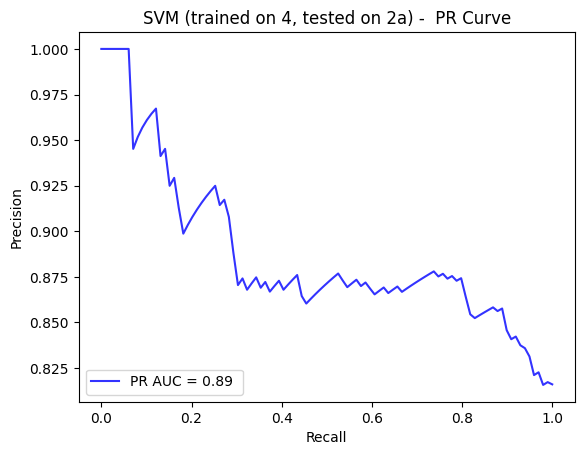 SVM (trained on 4, tested on 2a) - PR Curve
1.000
0.975
0.950
0.925
0.900
0.875
0.850
0.825
Precision
PR AUC = 0.89
0.0 0.2 0.4 0.6 0.8 1.0
Recall